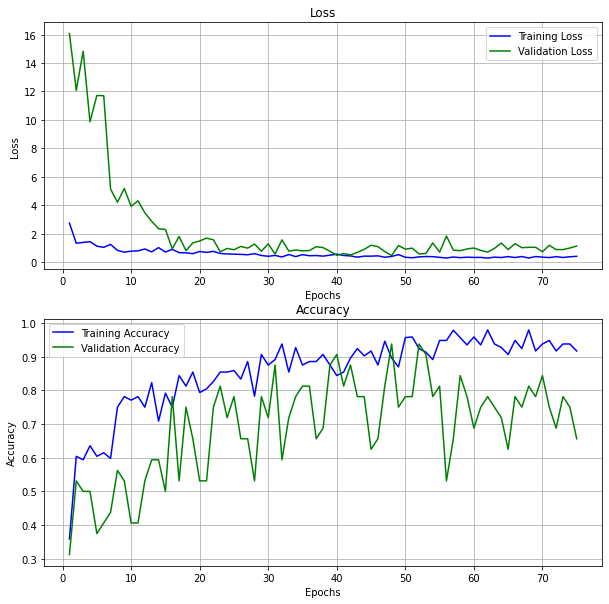 Loss
16
14
12
10
8
6
4
2
0
Loss
Training Loss
Validation Loss
0 10 20 30 40 50 60 70
Epochs
Accuracy
1.0
0.9
0.8
0.7
0.6
0.5
0.4
0.3
Accuracy
Training Accuracy
Validation Accuracy
0 10 20 30 40 50 60 70
Epochs